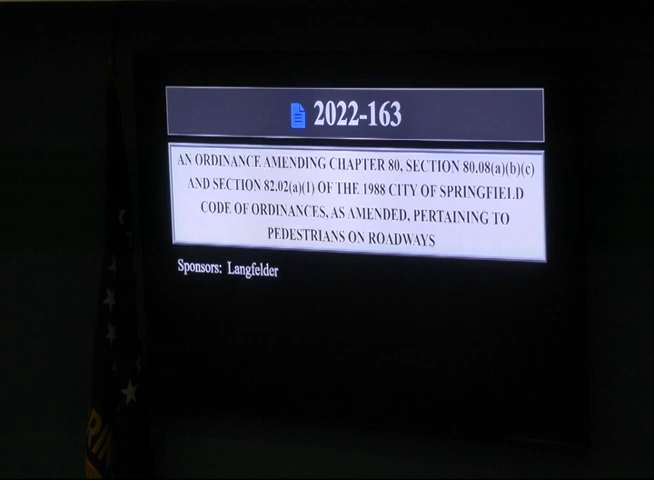 2022-163
AN ORDINANCE AMENDING CHAPTER 80, SECTION 80.08(a)(b)(c)
AND SECTION 82.02(a)(1) OF THE 1988 CITY OF SPRINGFIELD
CODE OF ORDINANCES, AS AMENDED, PERTAINING TO
PEDESTRIANS ON ROADWAYS
Sponsors: Langfelder